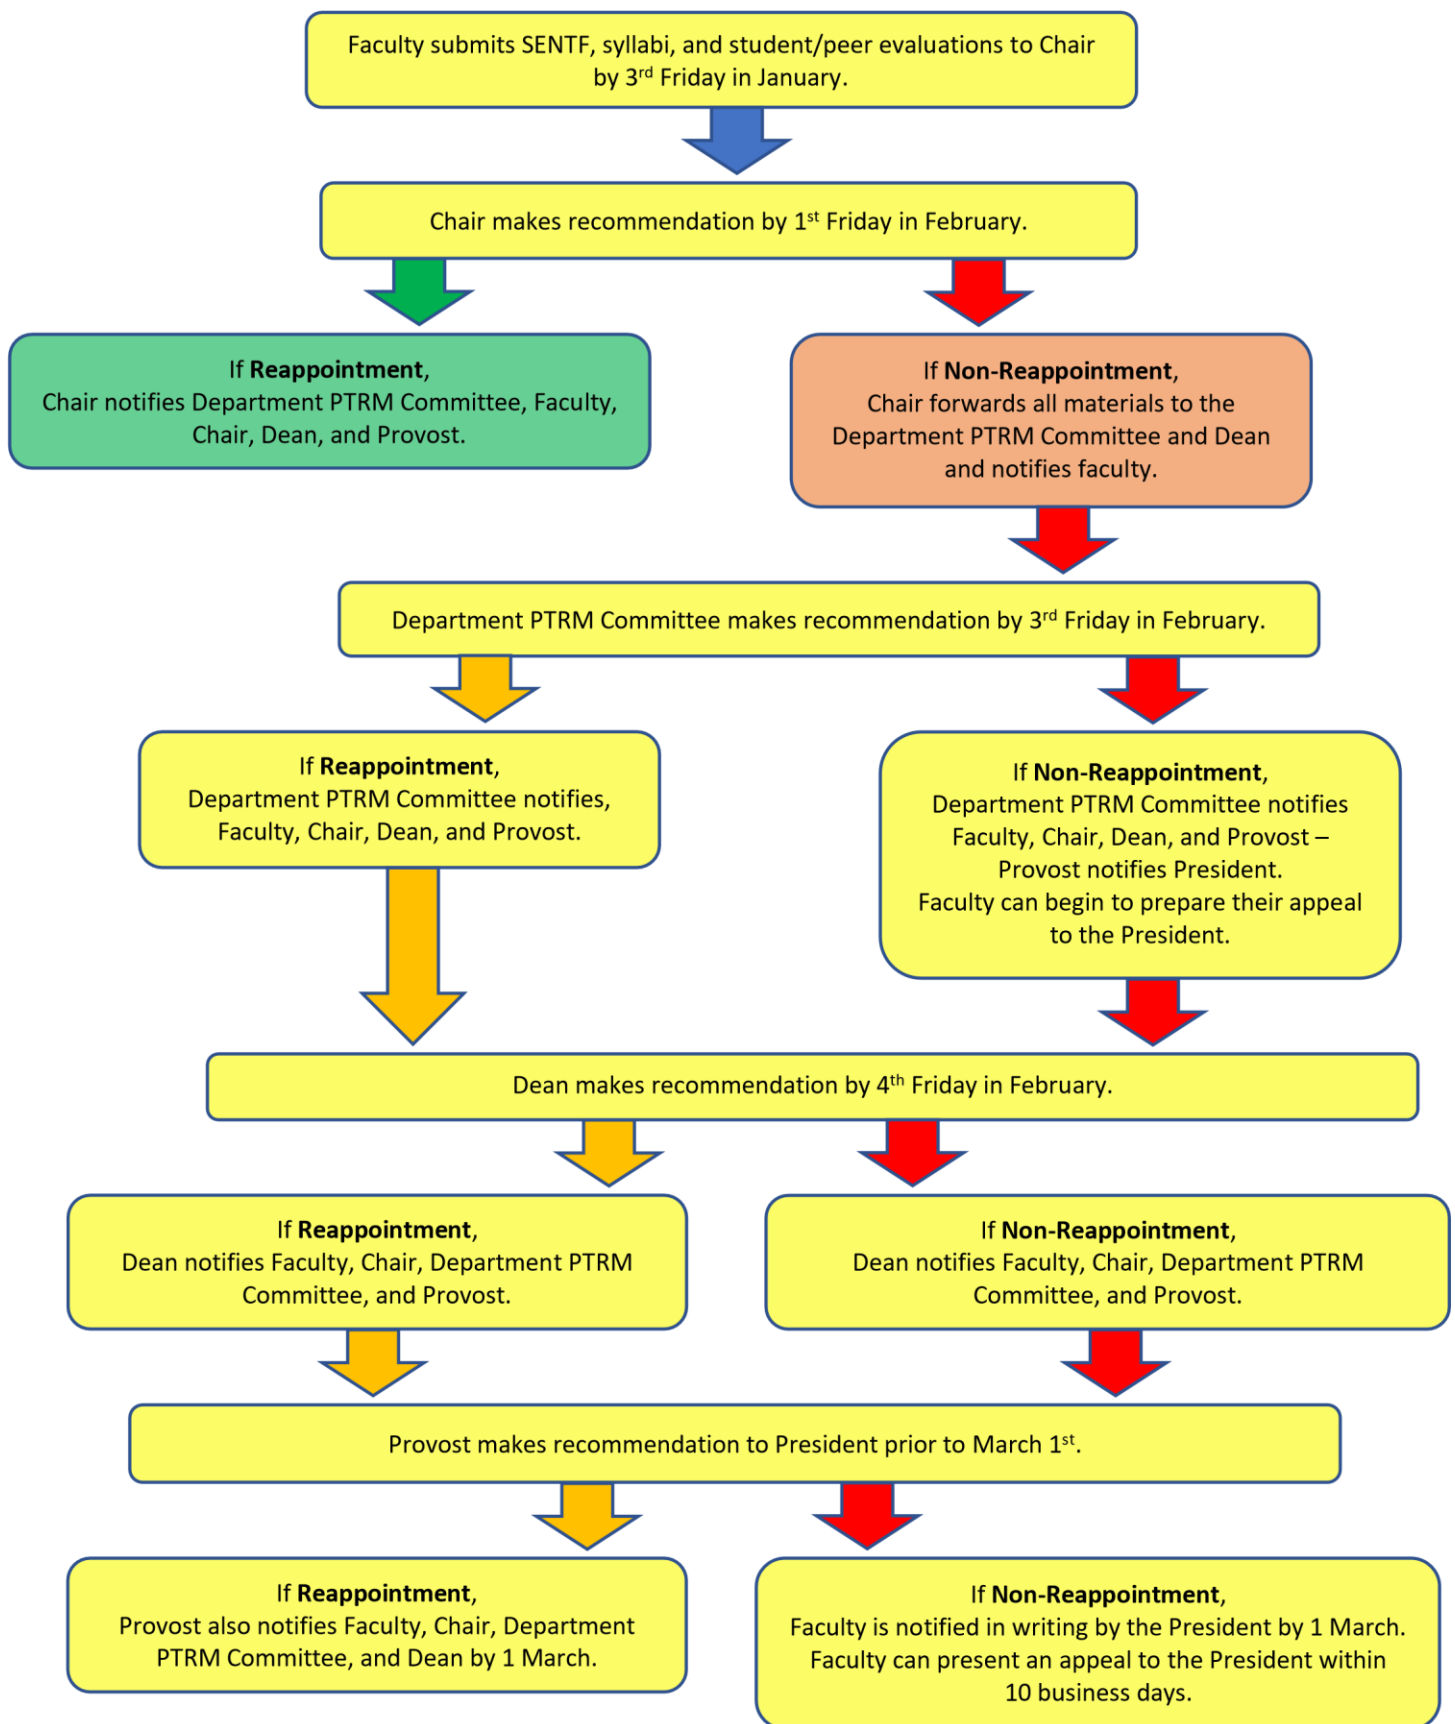 Faculty submits SENTF, syllabi, and student/peer evaluations to Chair
by 3rd Friday in January.
Chair makes recommendation by 1st Friday in February.
If Reappointment,
Chair notifies Department PTRM Committee, Faculty,
Chair, Dean, and Provost.
If Non-Reappointment,
Chair forwards all materials to the
Department PTRM Committee and Dean
and notifies faculty.
Department PTRM Committee makes recommendation by 3rd Friday in February.
If Reappointment,
Department PTRM Committee notifies,
Faculty, Chair, Dean, and Provost.
If Non-Reappointment,
Department PTRM Committee notifies
Faculty, Chair, Dean, and Provost –
Provost notifies President.
Faculty can begin to prepare their appeal
to the President.
Dean makes recommendation by 4th Friday in February.
If Reappointment,
Dean notifies Faculty, Chair, Department PTRM
Committee, and Provost.
If Non-Reappointment,
Dean notifies Faculty, Chair, Department PTRM
Committee, and Provost.
Provost makes recommendation to President prior to March 1st.
If Reappointment,
Provost also notifies Faculty, Chair, Department
PTRM Committee, and Dean by 1 March.
If Non-Reappointment,
Faculty is notified in writing by the President by 1 March.
Faculty can present an appeal to the President within
10 business days.